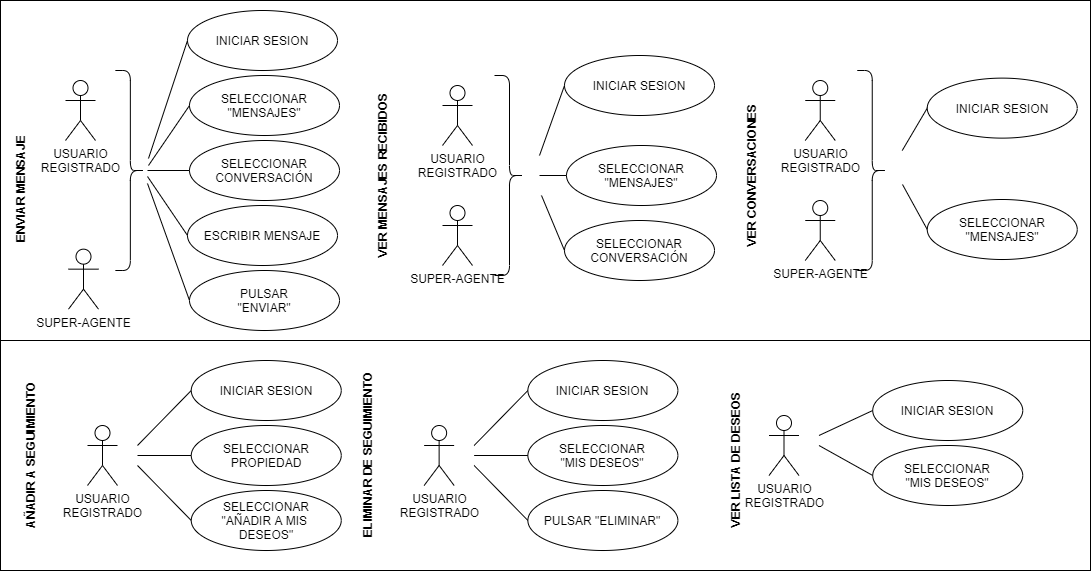 ENVIAR MENSAJE
USUARIO
REGISTRADO
SUPER-AGENTE
INICIAR SESION
SELECCIONAR
"MENSAJES"
SELECCIONAR
CONVERSACIÓN
ESCRIBIR MENSAJE
PULSAR
"ENVIAR"
VER MENSAJES RECIBIDOS
USUARIO
REGISTRADO
SUPER-AGENTE
INICIAR SESION
SELECCIONAR
"MENSAJES"
SELECCIONAR
CONVERSACIÓN
VER CONVERSACIONES
USUARIO
REGISTRADO
SUPER-AGENTE
INICIAR SESION
SELECCIONAR
"MENSAJES"
AÑADIR A SEGUIMIENTO
USUARIO
REGISTRADO
INICIAR SESION
SELECCIONAR
PROPIEDAD
SELECCIONAR
"AÑADIR A MIS
DESEOS"
ELIMINAR DE SEGUIMIENTO
USUARIO
REGISTRADO
INICIAR SESION
SELECCIONAR
"MIS DESEOS"
PULSAR "ELIMINAR"
VER LISTA DE DESEOS
USUARIO
REGISTRADO
INICIAR SESION
SELECCIONAR
"MIS DESEOS"